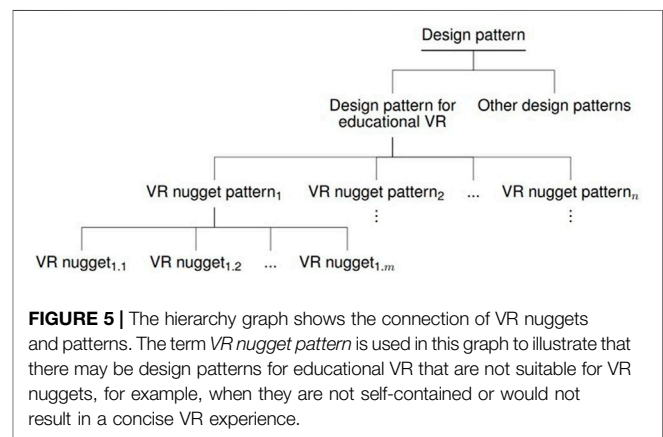 Design pattern
Design pattern for
educational VR
Other design patterns
VR nugget pattern₁ VR nugget pattern₂ ... VR nugget patternₙ
⋮ ⋮
VR nugget₁.₁ VR nugget₁.₂ ... VR nugget₁.ₘ
FIGURE 5 | The hierarchy graph shows the connection of VR nuggets
and patterns. The term VR nugget pattern is used in this graph to illustrate that
there may be design patterns for educational VR that are not suitable for VR
nuggets, for example, when they are not self-contained or would not
result in a concise VR experience.